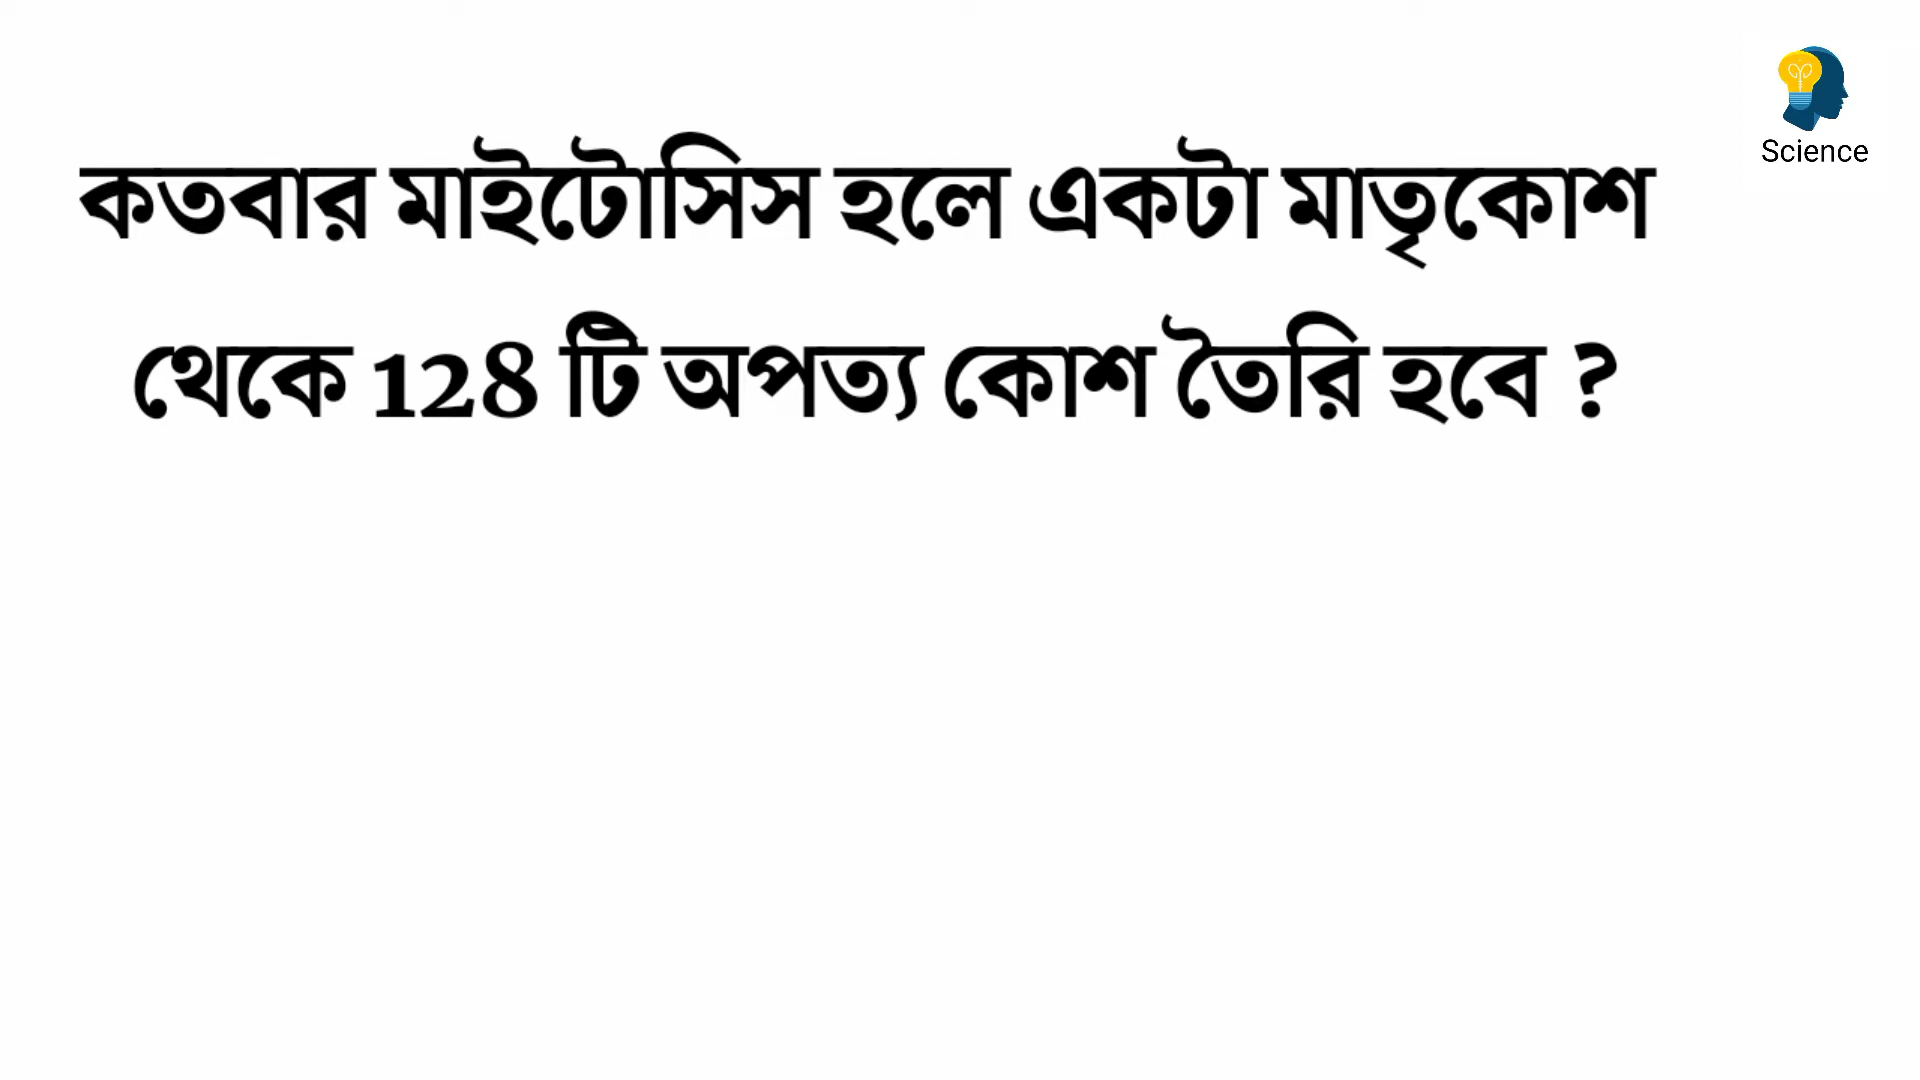 Science
কতবার মাইটোসিস হলে একটা মাতৃকোশ
থেকে 128 টি অপত্য কোশ তৈরি হবে ?